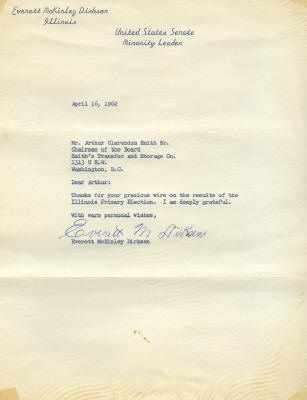 Everett McKinley Dirksen
Illinois
United States Senate
Minority Leader
April 16, 1962
Mr. Arthur Clarendon Smith Sr.
Chairman of the Board
Smith's Transfer and Storage Co.
1313 U N.W.
Washington, D.C.
Dear Arthur:
Thanks for your gracious wire on the results of the
Illinois Primary Election. I am deeply grateful.
With warm personal wishes,
Everett M Dirksen
Everett McKinley Dirksen